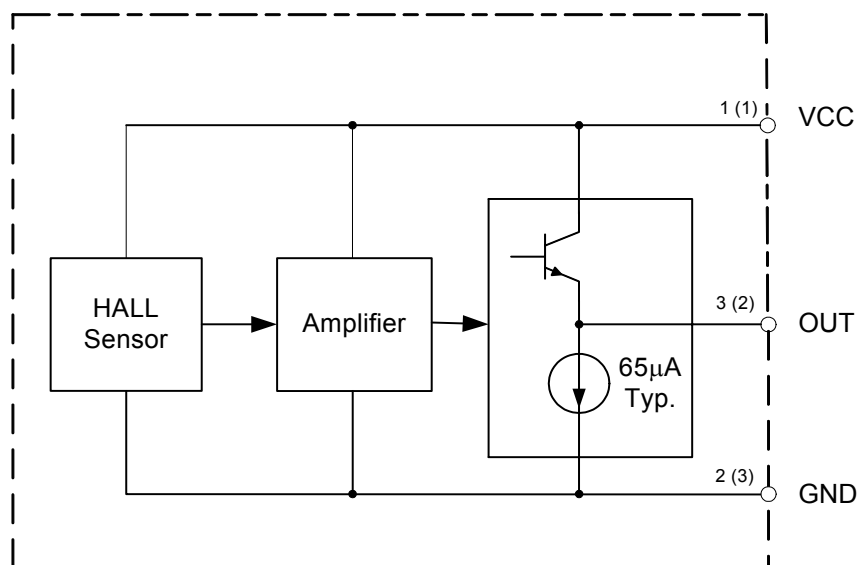 1 (1)
VCC
HALL
Sensor
Amplifier
3 (2)
OUT
65μA
Typ.
2 (3)
GND